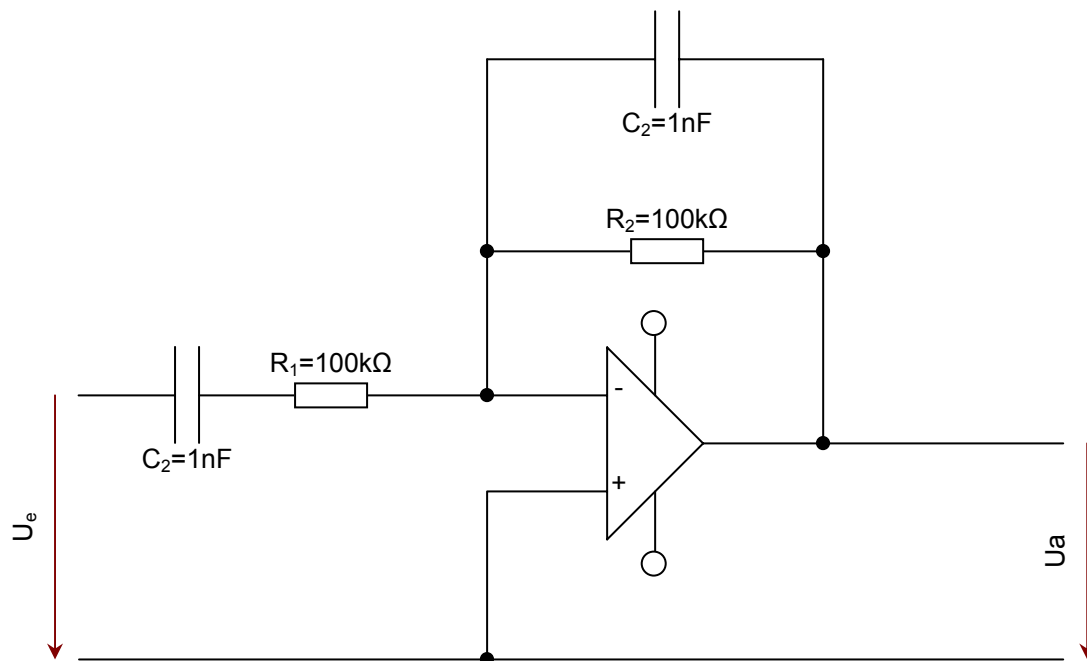 C₂=1nF
R₂=100kΩ
R₁=100kΩ
-
C₂=1nF
+
Uₑ
Ua